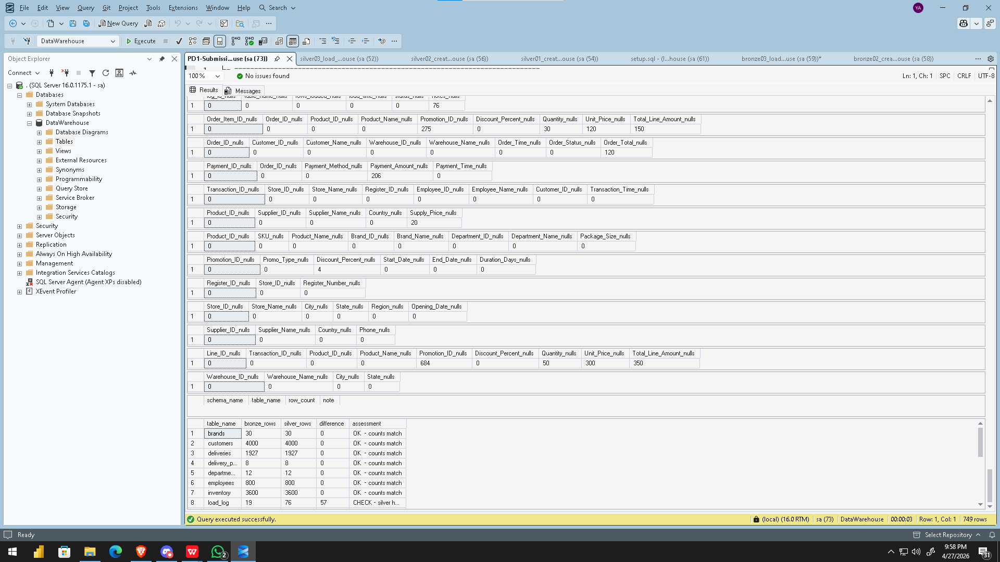 File Edit View Query Git Project Tools Extensions Window Help Search YA
New Query
DataWarehouse Execute
Object Explorer
Connect
. (SQL Server 16.0.1175.1 - sa)
Databases
System Databases
Database Snapshots
DataWarehouse
Database Diagrams
Tables
Views
External Resources
Synonyms
Programmability
Query Store
Service Broker
Storage
Security
Security
Server Objects
Replication
Always On High Availability
Management
Integration Services Catalogs
SQL Server Agent (Agent XPs disabled)
XEvent Profiler
PD1-Submissi...use (sa (73)) silver03_load_...ouse (sa (52)) silver02_creat...ouse (sa (56)) silver01_creat...ouse (sa (54)) setup.sql - (l...house (sa (61)) bronze03_load...use (sa (59))* bronze02_crea...ouse (sa (58))
1 -- ----------------------------------------------------------------
100 % No issues found Ln: 1, Ch: 1 SPC CRLF UTF-8
Results Messages
log_id_nulls table_name_nulls rows_loaded_nulls load_time_nulls status_nulls notes_nulls
1 0 0 0 0 0 76
Order_Item_ID_nulls Order_ID_nulls Product_ID_nulls Product_Name_nulls Promotion_ID_nulls Discount_Percent_nulls Quantity_nulls Unit_Price_nulls Total_Line_Amount_nulls
1 0 0 0 0 275 0 30 120 150
Order_ID_nulls Customer_ID_nulls Customer_Name_nulls Warehouse_ID_nulls Warehouse_Name_nulls Order_Time_nulls Order_Status_nulls Order_Total_nulls
1 0 0 0 0 0 0 0 120
Payment_ID_nulls Order_ID_nulls Payment_Method_nulls Payment_Amount_nulls Payment_Time_nulls
1 0 0 0 206 0
Transaction_ID_nulls Store_ID_nulls Store_Name_nulls Register_ID_nulls Employee_ID_nulls Employee_Name_nulls Customer_ID_nulls Transaction_Time_nulls
1 0 0 0 0 0 0 0 0
Product_ID_nulls Supplier_ID_nulls Supplier_Name_nulls Country_nulls Supply_Price_nulls
1 0 0 0 0 20
Product_ID_nulls SKU_nulls Product_Name_nulls Brand_ID_nulls Brand_Name_nulls Department_ID_nulls Department_Name_nulls Package_Size_nulls
1 0 0 0 0 0 0 0 0
Promotion_ID_nulls Promo_Type_nulls Discount_Percent_nulls Start_Date_nulls End_Date_nulls Duration_Days_nulls
1 0 0 4 0 0 0
Register_ID_nulls Store_ID_nulls Register_Number_nulls
1 0 0 0
Store_ID_nulls Store_Name_nulls City_nulls State_nulls Region_nulls Opening_Date_nulls
1 0 0 0 0 0 0
Supplier_ID_nulls Supplier_Name_nulls Country_nulls Phone_nulls
1 0 0 0 0
Line_ID_nulls Transaction_ID_nulls Product_ID_nulls Product_Name_nulls Promotion_ID_nulls Discount_Percent_nulls Quantity_nulls Unit_Price_nulls Total_Line_Amount_nulls
1 0 0 0 0 684 0 50 300 350
Warehouse_ID_nulls Warehouse_Name_nulls City_nulls State_nulls
1 0 0 0 0
schema_name table_name row_count note
table_name bronze_rows silver_rows difference assessment
1 brands 30 30 0 OK - counts match
2 customers 4000 4000 0 OK - counts match
3 deliveries 1927 1927 0 OK - counts match
4 delivery_p... 8 8 0 OK - counts match
5 departme... 12 12 0 OK - counts match
6 employees 800 800 0 OK - counts match
7 inventory 3600 3600 0 OK - counts match
8 load_log 19 76 57 CHECK - silver h...
Query executed successfully. (local) (16.0 RTM) sa (73) DataWarehouse 00:00:03 Row: 1, Col: 1 749 rows
Ready Select Repository
W 2 9:58 PM
4/27/2026 31